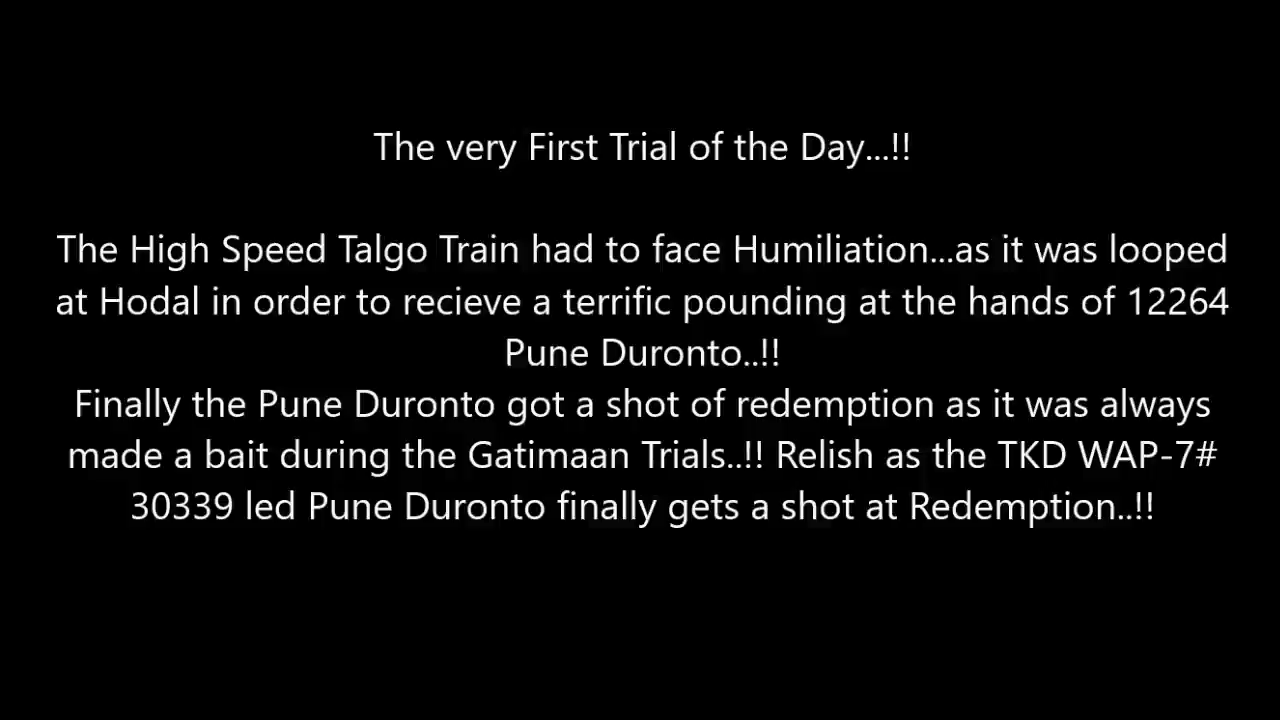 The very First Trial of the Day...!!
The High Speed Talgo Train had to face Humiliation...as it was looped
at Hodal in order to recieve a terrific pounding at the hands of 12264
Pune Duronto..!!
Finally the Pune Duronto got a shot of redemption as it was always
made a bait during the Gatimaan Trials..!! Relish as the TKD WAP-7#
30339 led Pune Duronto finally gets a shot at Redemption..!!